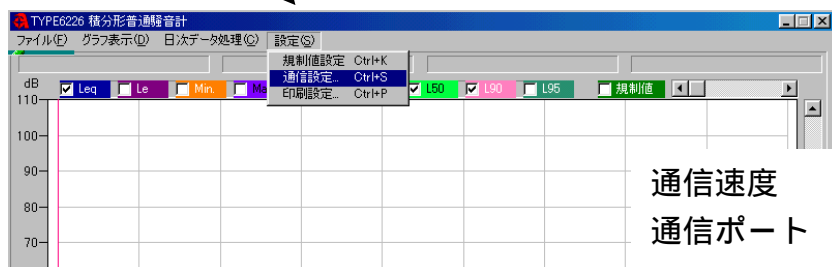 TYPE6226 積分形普通騒音計
ファイル(F) グラフ表示(D) 日次データ処理(C) 設定(S)
規制値設定 Ctrl+K
通信設定... Ctrl+S
印刷設定... Ctrl+P
dB Leq Le Min. Ma L50 L90 L95 規制値
110
100
90
80
70
通信速度
通信ポート